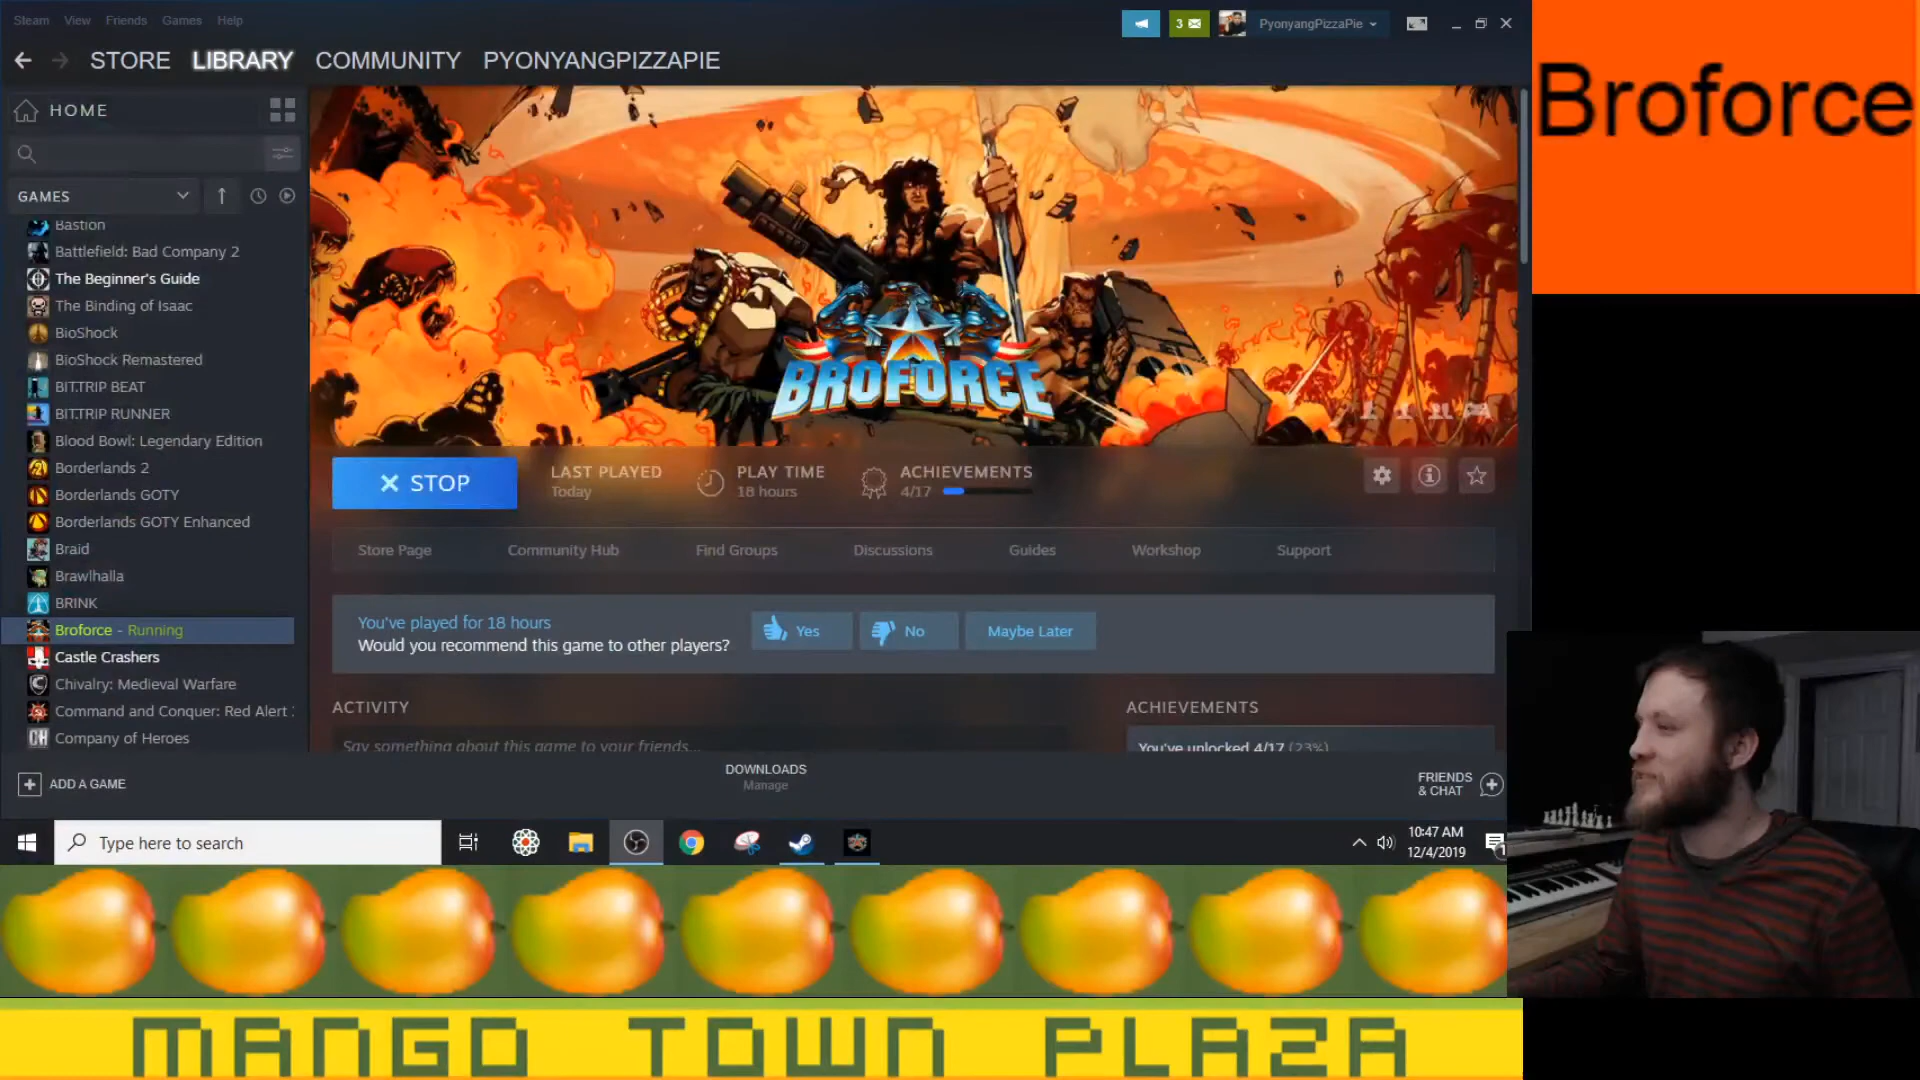 Steam View Friends Games Help
3
PyonyangPizzaPie
STORE LIBRARY COMMUNITY PYONYANGPIZZAPIE
Broforce
HOME
GAMES
Bastion
Battlefield: Bad Company 2
The Beginner's Guide
The Binding of Isaac
BioShock
BioShock Remastered
BIT.TRIP BEAT
BIT.TRIP RUNNER
Blood Bowl: Legendary Edition
Borderlands 2
Borderlands GOTY
Borderlands GOTY Enhanced
Braid
Brawlhalla
BRINK
Broforce - Running
Castle Crashers
Chivalry: Medieval Warfare
Command and Conquer: Red Alert
Company of Heroes
BROFORCE
STOP
LAST PLAYED
Today
PLAY TIME
18 hours
ACHIEVEMENTS
4/17
Store Page Community Hub Find Groups Discussions Guides Workshop Support
You've played for 18 hours
Would you recommend this game to other players?
Yes No Maybe Later
ACTIVITY
Say something about this game to your friends...
ACHIEVEMENTS
You've unlocked 4/17 (23%)
ADD A GAME
DOWNLOADS
Manage
FRIENDS
& CHAT
Type here to search
10:47 AM
12/4/2019
1
MANGO TOWN PLAZA